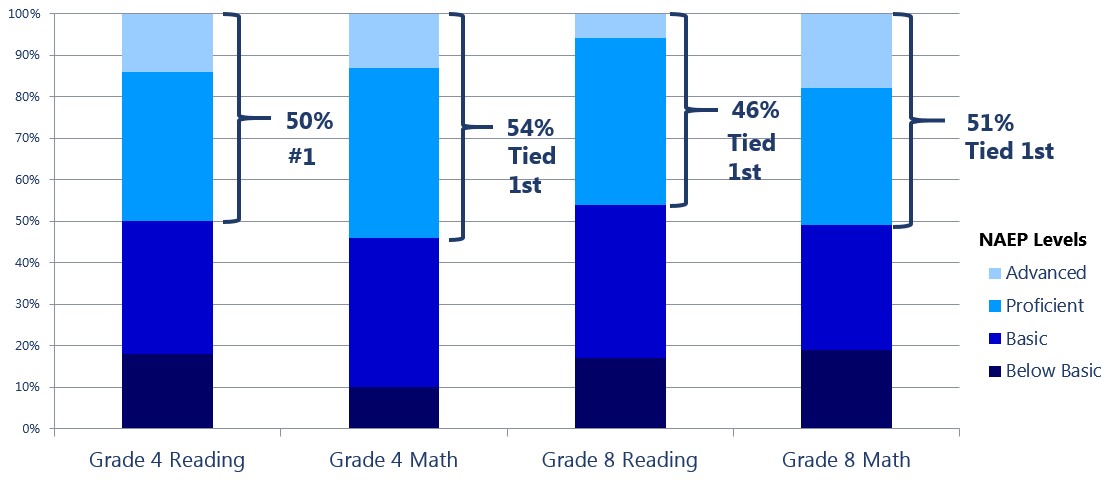 100%
90%
80%
70%
60%
50%
40%
30%
20%
10%
0%
50%
#1
54%
Tied
1st
46%
Tied
1st
51%
Tied 1st
NAEP Levels
Advanced
Proficient
Basic
Below Basic
Grade 4 Reading
Grade 4 Math
Grade 8 Reading
Grade 8 Math